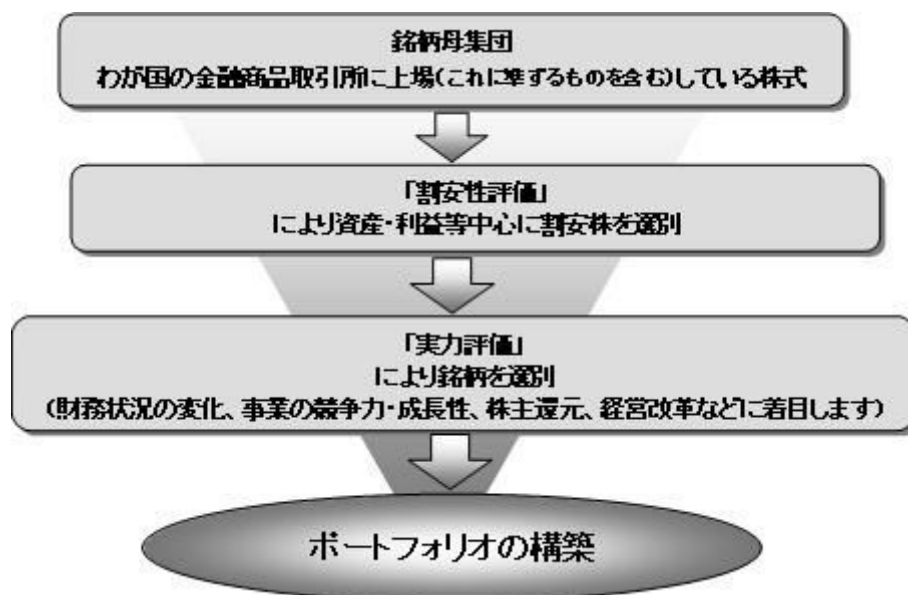 銘柄母集団
わが国の金融商品取引所に上場(これに準ずるものを含む)している株式
「割安性評価」
により資産・利益等中心に割安株を選別
「実力評価」
により銘柄を選別
(財務状況の変化、事業の競争力・成長性、株主還元、経営改革などに着目します)
ポートフォリオの構築